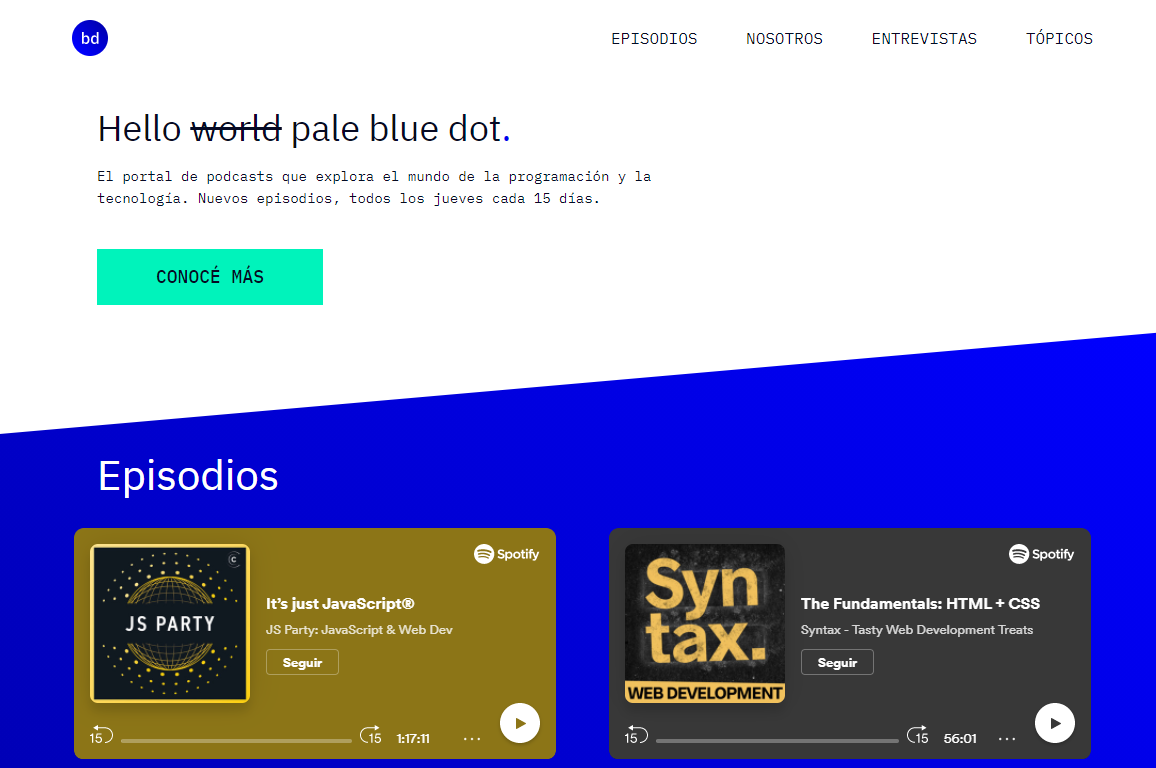 bd
EPISODIOS NOSOTROS ENTREVISTAS TÓPICOS
Hello world pale blue dot.
El portal de podcasts que explora el mundo de la programación y la
tecnología. Nuevos episodios, todos los jueves cada 15 días.
CONOCÉ MÁS
Episodios
C
JS PARTY
Spotify
It's just JavaScript®
JS Party: JavaScript & Web Dev
Seguir
15 15 1:17:11 ...
Syn
tax.
WEB DEVELOPMENT
Spotify
The Fundamentals: HTML + CSS
Syntax - Tasty Web Development Treats
Seguir
15 15 56:01 ...